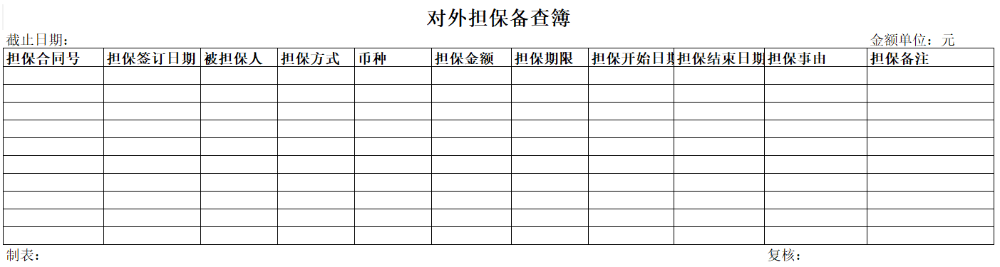 对外担保备查簿
截止日期： 金额单位：元
担保合同号 担保签订日期 被担保人 担保方式 币种 担保金额 担保期限 担保开始日期 担保结束日期 担保事由 担保备注
制表： 复核：